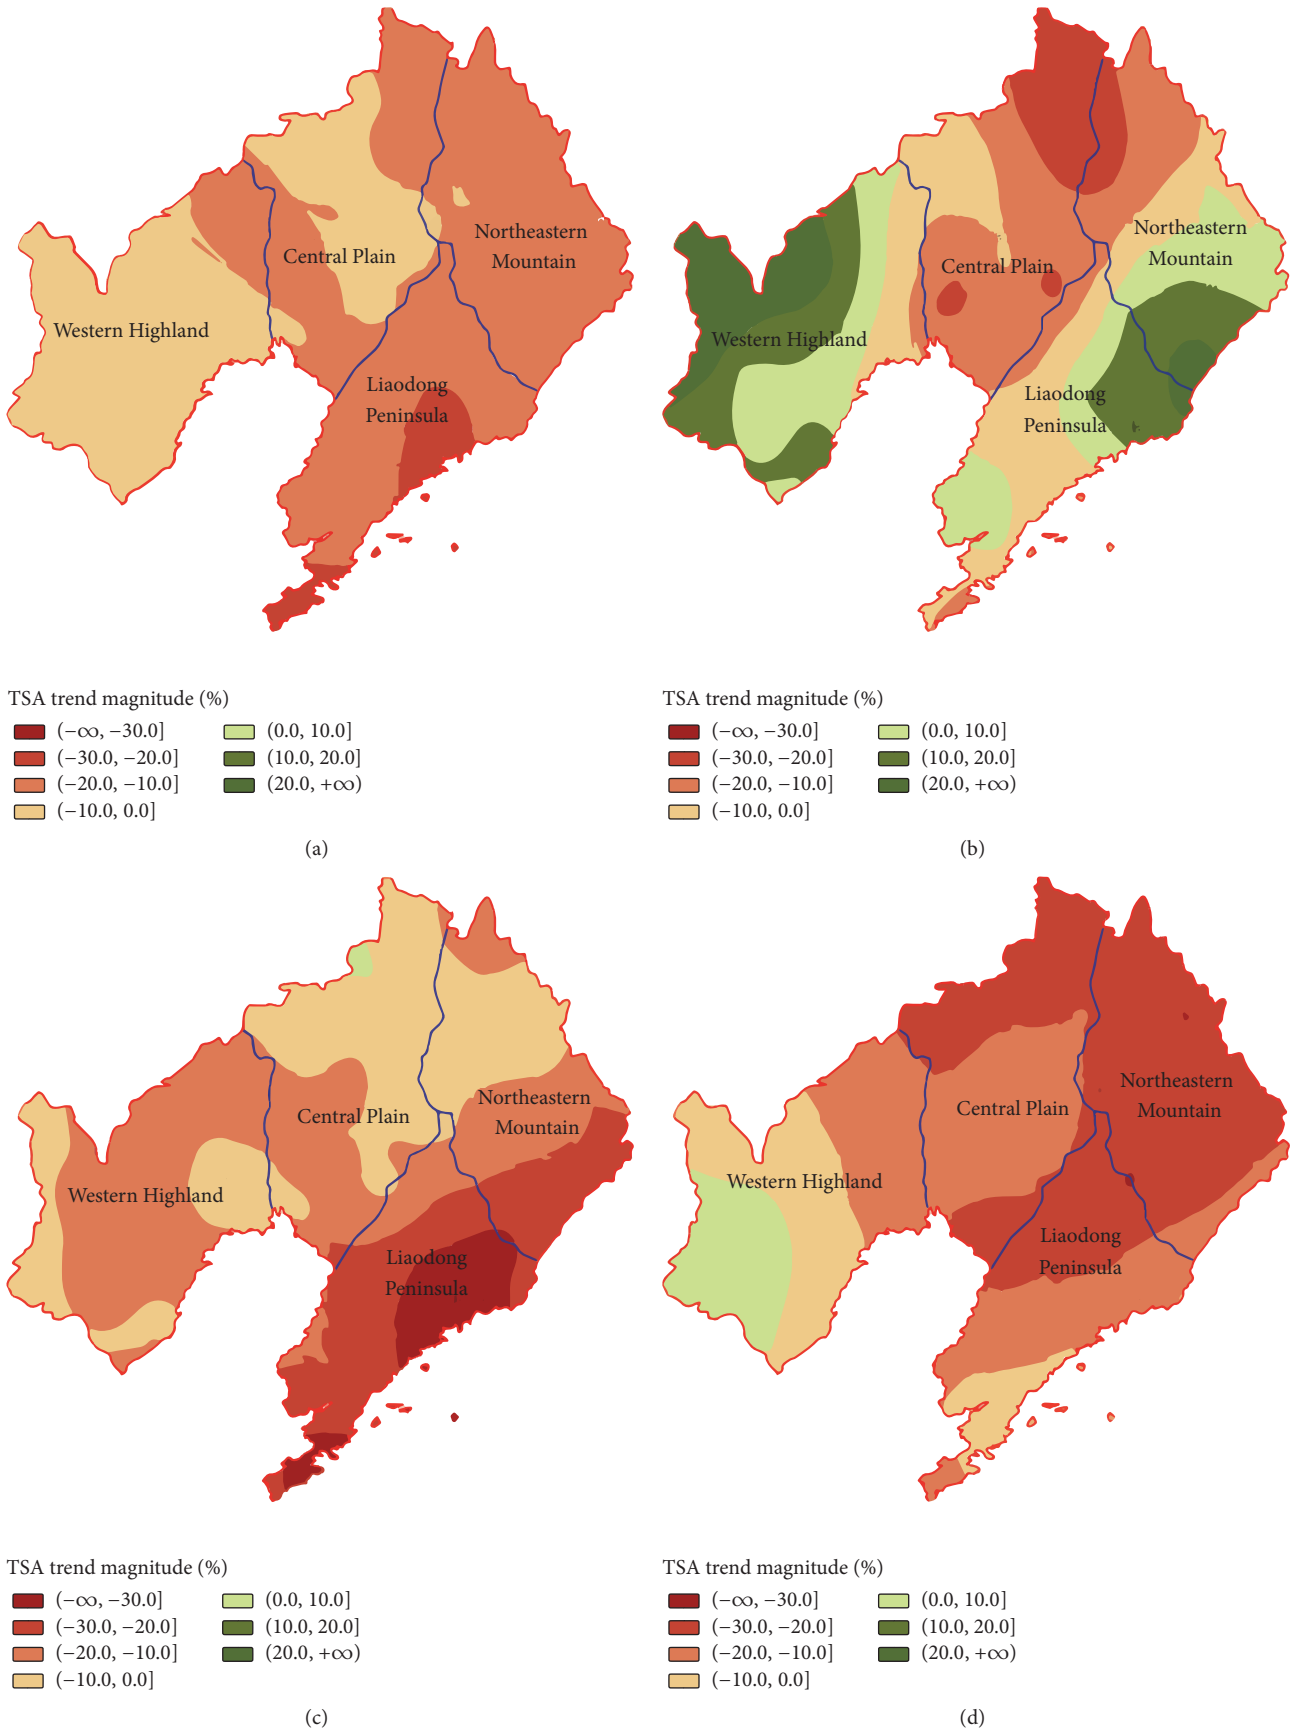 Northeastern
Mountain
Central Plain
Western Highland
Liaodong
Peninsula
TSA trend magnitude (%)
(−∞, −30.0]
(0.0, 10.0]
(−30.0, −20.0]
(10.0, 20.0]
(−20.0, −10.0]
(20.0, +∞)
(−10.0, 0.0]
(a)
Northeastern
Mountain
Central Plain
Western Highland
Liaodong
Peninsula
TSA trend magnitude (%)
(−∞, −30.0]
(0.0, 10.0]
(−30.0, −20.0]
(10.0, 20.0]
(−20.0, −10.0]
(20.0, +∞)
(−10.0, 0.0]
(b)
Northeastern
Mountain
Central Plain
Western Highland
Liaodong
Peninsula
TSA trend magnitude (%)
(−∞, −30.0]
(0.0, 10.0]
(−30.0, −20.0]
(10.0, 20.0]
(−20.0, −10.0]
(20.0, +∞)
(−10.0, 0.0]
(c)
Northeastern
Mountain
Central Plain
Western Highland
Liaodong
Peninsula
TSA trend magnitude (%)
(−∞, −30.0]
(0.0, 10.0]
(−30.0, −20.0]
(10.0, 20.0]
(−20.0, −10.0]
(20.0, +∞)
(−10.0, 0.0]
(d)